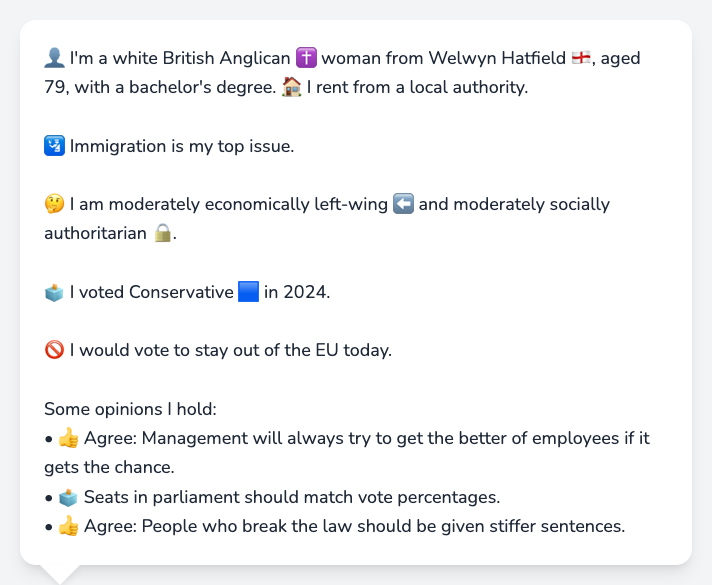 👤 I'm a white British Anglican ✝️ woman from Welwyn Hatfield 🏴󠁧󠁢󠁥󠁮󠁧󠁿, aged
79, with a bachelor's degree. 🏠 I rent from a local authority.
🛂 Immigration is my top issue.
🤔 I am moderately economically left-wing ⬅️ and moderately socially
authoritarian 🔒.
🗳️ I voted Conservative 🟦 in 2024.
🚫 I would vote to stay out of the EU today.
Some opinions I hold:
• 👍 Agree: Management will always try to get the better of employees if it
gets the chance.
• 🗳️ Seats in parliament should match vote percentages.
• 👍 Agree: People who break the law should be given stiffer sentences.